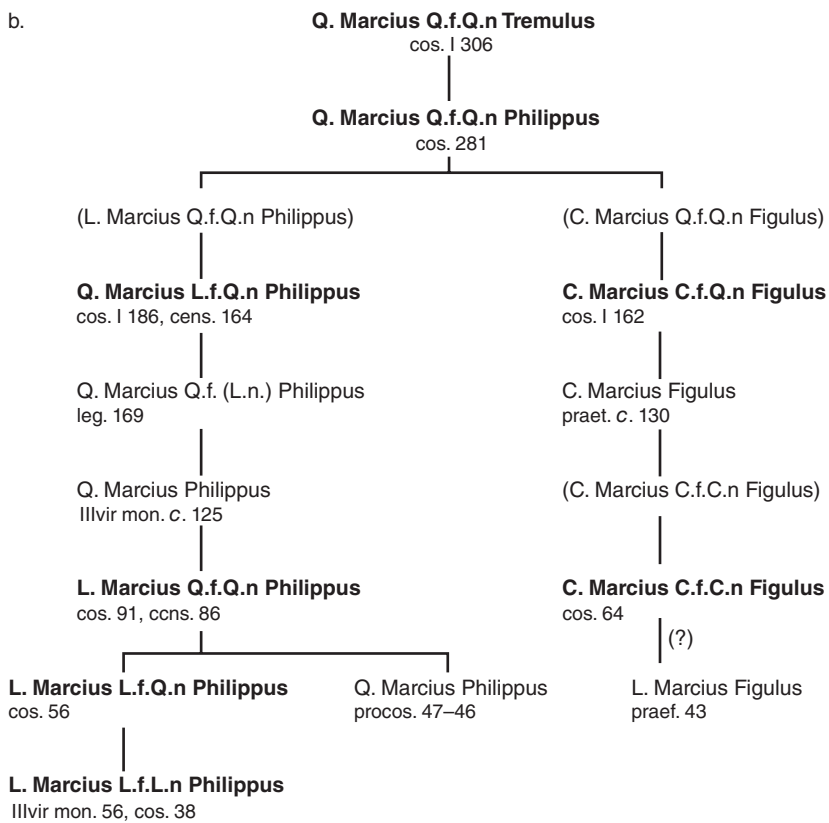 b.
Q. Marcius Q.f.Q.n Tremulus
cos. I 306
Q. Marcius Q.f.Q.n Philippus
cos. 281
(L. Marcius Q.f.Q.n Philippus)
(C. Marcius Q.f.Q.n Figulus)
Q. Marcius L.f.Q.n Philippus
cos. I 186, cens. 164
C. Marcius C.f.Q.n Figulus
cos. I 162
Q. Marcius Q.f. (L.n.) Philippus
leg. 169
C. Marcius Figulus
praet. c. 130
Q. Marcius Philippus
IIIvir mon. c. 125
(C. Marcius C.f.C.n Figulus)
L. Marcius Q.f.Q.n Philippus
cos. 91, ccns. 86
C. Marcius C.f.C.n Figulus
cos. 64
(?)
L. Marcius L.f.Q.n Philippus
cos. 56
Q. Marcius Philippus
procos. 47–46
L. Marcius Figulus
praef. 43
L. Marcius L.f.L.n Philippus
IIIvir mon. 56, cos. 38